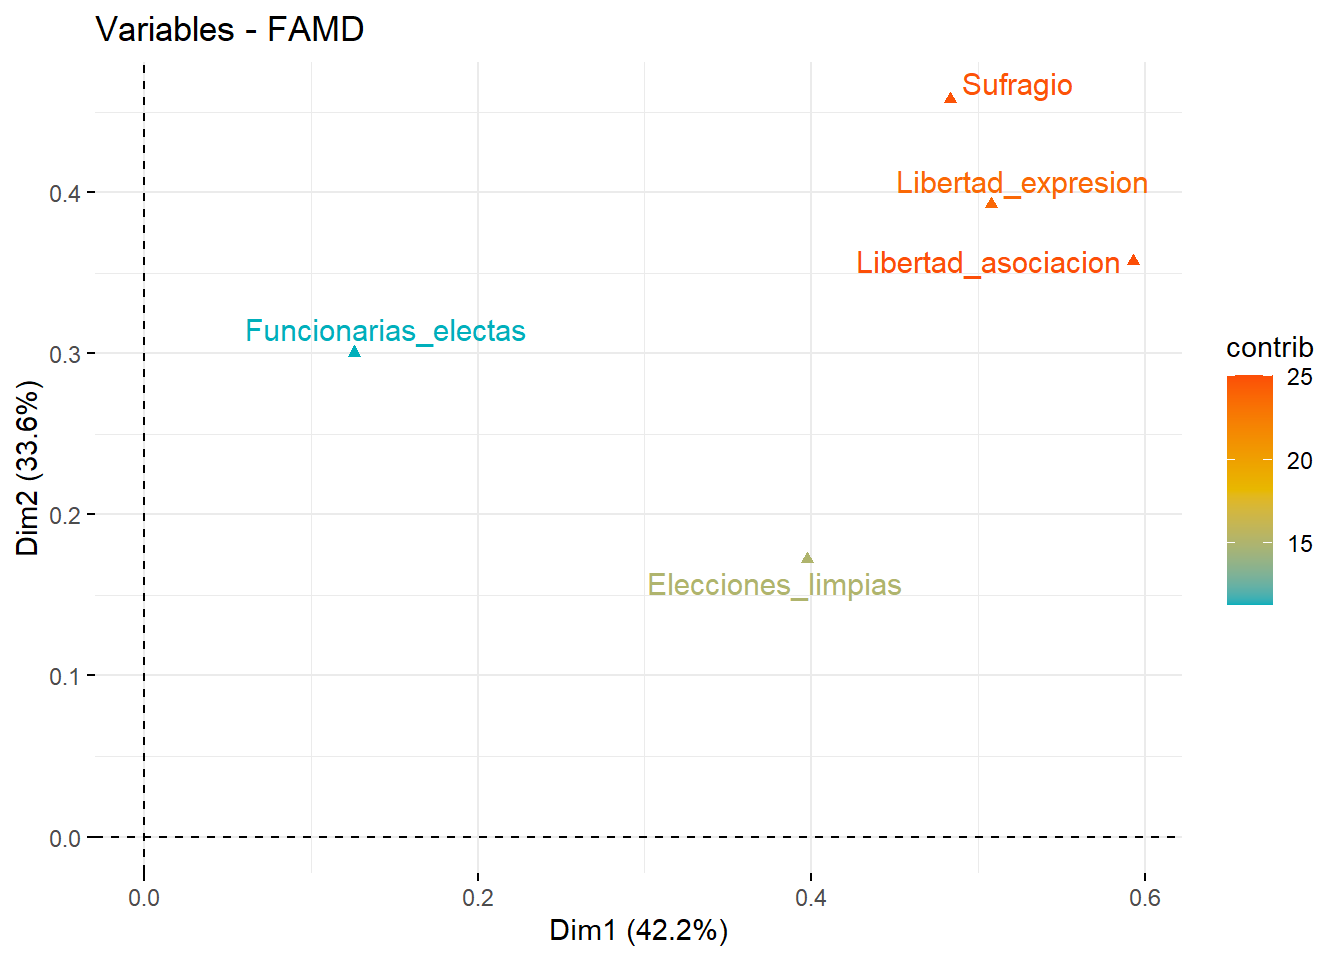 Variables - FAMD
Sufragio
Libertad_expresion
Libertad_asociacion
Funcionarias_electas
Elecciones_limpias
0.4
0.3
0.2
0.1
0.0
Dim2 (33.6%)
0.0
0.2
0.4
0.6
Dim1 (42.2%)
contrib
25
20
15